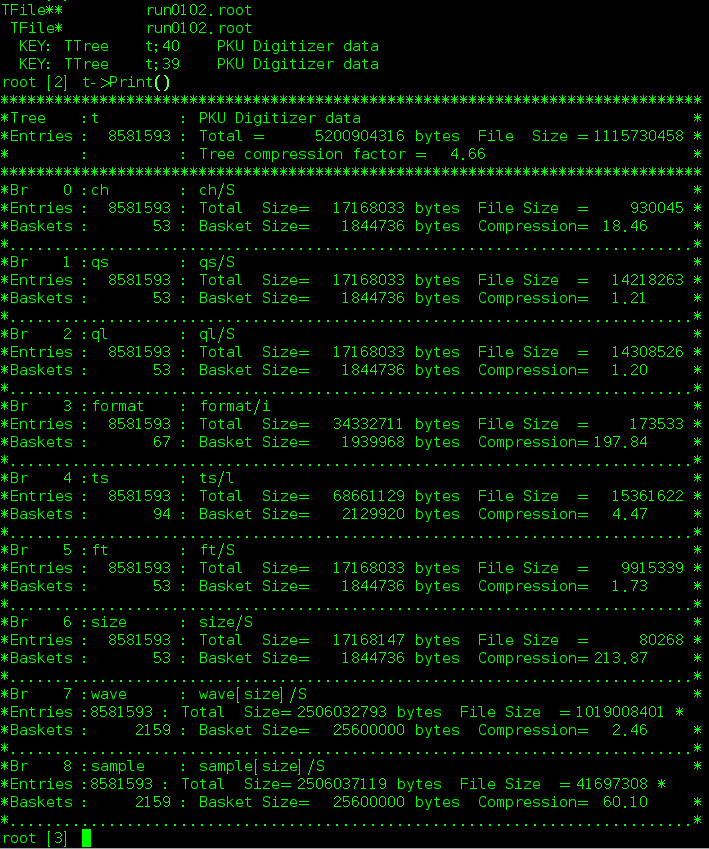 TFile**         run0102.root
 TFile*         run0102.root
  KEY: TTree    t;40    PKU Digitizer data
  KEY: TTree    t;39    PKU Digitizer data
root [2] t->Print()
******************************************************************************
*Tree    :t         : PKU Digitizer data                                     *
*Entries :  8581593 : Total =      5200904316 bytes  File  Size = 1115730458 *
*        :          : Tree compression factor =   4.66                       *
******************************************************************************
*Br    0 :ch        : ch/S                                                   *
*Entries :  8581593 : Total  Size=   17168033 bytes  File Size  =     930045 *
*Baskets :       53 : Basket Size=    1844736 bytes  Compression=  18.46     *
*............................................................................*
*Br    1 :qs        : qs/S                                                   *
*Entries :  8581593 : Total  Size=   17168033 bytes  File Size  =   14218263 *
*Baskets :       53 : Basket Size=    1844736 bytes  Compression=   1.21     *
*............................................................................*
*Br    2 :ql        : ql/S                                                   *
*Entries :  8581593 : Total  Size=   17168033 bytes  File Size  =   14308526 *
*Baskets :       53 : Basket Size=    1844736 bytes  Compression=   1.20     *
*............................................................................*
*Br    3 :format    : format/i                                               *
*Entries :  8581593 : Total  Size=   34332711 bytes  File Size  =     173533 *
*Baskets :       67 : Basket Size=    1939968 bytes  Compression= 197.84     *
*............................................................................*
*Br    4 :ts        : ts/l                                                   *
*Entries :  8581593 : Total  Size=   68661129 bytes  File Size  =   15361622 *
*Baskets :       94 : Basket Size=    2129920 bytes  Compression=   4.47     *
*............................................................................*
*Br    5 :ft        : ft/S                                                   *
*Entries :  8581593 : Total  Size=   17168033 bytes  File Size  =    9915339 *
*Baskets :       53 : Basket Size=    1844736 bytes  Compression=   1.73     *
*............................................................................*
*Br    6 :size      : size/S                                                 *
*Entries :  8581593 : Total  Size=   17168147 bytes  File Size  =      80268 *
*Baskets :       53 : Basket Size=    1844736 bytes  Compression= 213.87     *
*............................................................................*
*Br    7 :wave      : wave[size]/S                                           *
*Entries :8581593 : Total  Size= 2506032793 bytes  File Size  = 1019008401 *
*Baskets :     2159 : Basket Size=   25600000 bytes  Compression=   2.46     *
*............................................................................*
*Br    8 :sample    : sample[size]/S                                         *
*Entries :8581593 : Total  Size= 2506037119 bytes  File Size  = 41697308 *
*Baskets :     2159 : Basket Size=   25600000 bytes  Compression=  60.10     *
*............................................................................*
root [3]